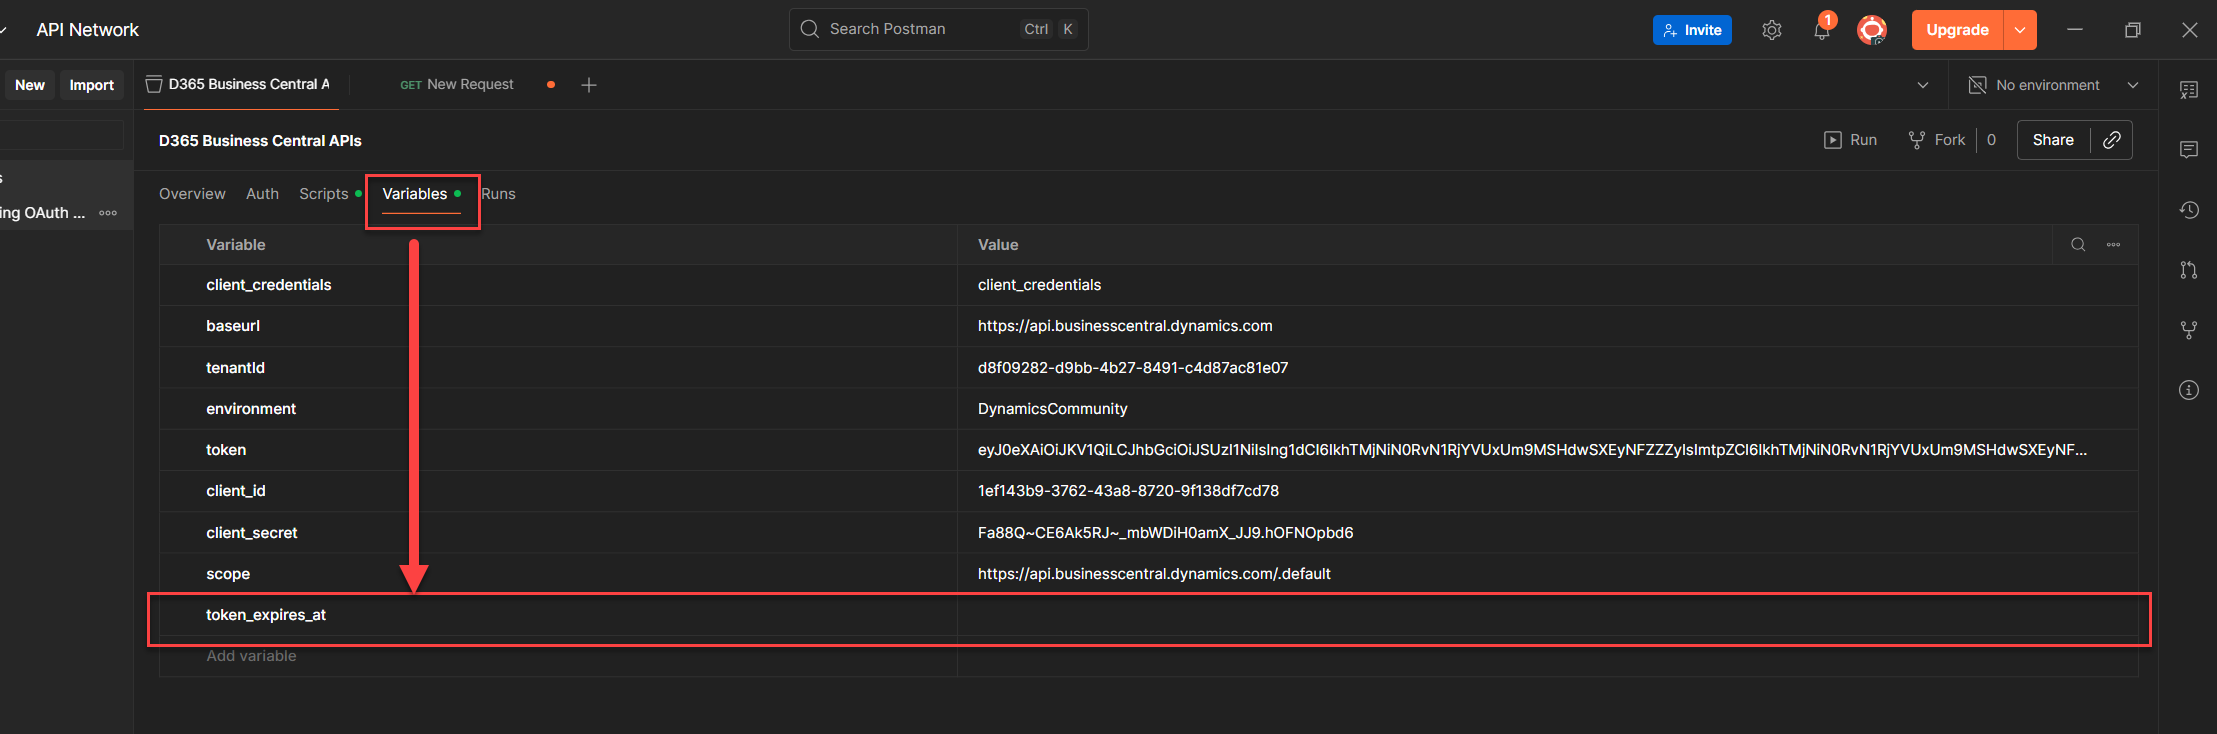 API Network
Search Postman
Ctrl K
Invite
1
Upgrade
New
Import
D365 Business Central A
GET New Request
No environment
D365 Business Central APIs
Run
Fork
0
Share
s
ing OAuth ...
Overview
Auth
Scripts
Variables
Runs
Variable Value
client_credentials client_credentials
baseurl https://api.businesscentral.dynamics.com
tenantId d8f09282-d9bb-4b27-8491-c4d87ac81e07
environment DynamicsCommunity
token eyJ0eXAiOiJKV1QiLCJhbGciOiJSUzI1NiIsIng1dCI6IkhTMjNiN0RvN1RjYVUxUm9MSHdwSXEyNFZZZyIsImtpZCI6IkhTMjNiN0RvN1RjYVUxUm9MSHdwSXEyNF...
client_id 1ef143b9-3762-43a8-8720-9f138df7cd78
client_secret Fa88Q~CE6Ak5RJ~_mbWDiH0amX_JJ9.hOFNOpbd6
scope https://api.businesscentral.dynamics.com/.default
token_expires_at
Add variable